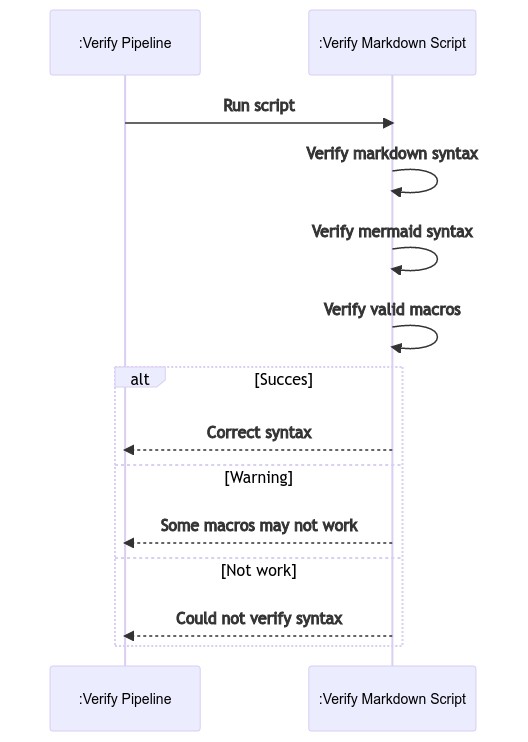 :Verify Pipeline
:Verify Markdown Script
Run script
Verify markdown syntax
Verify mermaid syntax
Verify valid macros
alt
[Succes]
Correct syntax
[Warning]
Some macros may not work
[Not work]
Could not verify syntax
:Verify Pipeline
:Verify Markdown Script